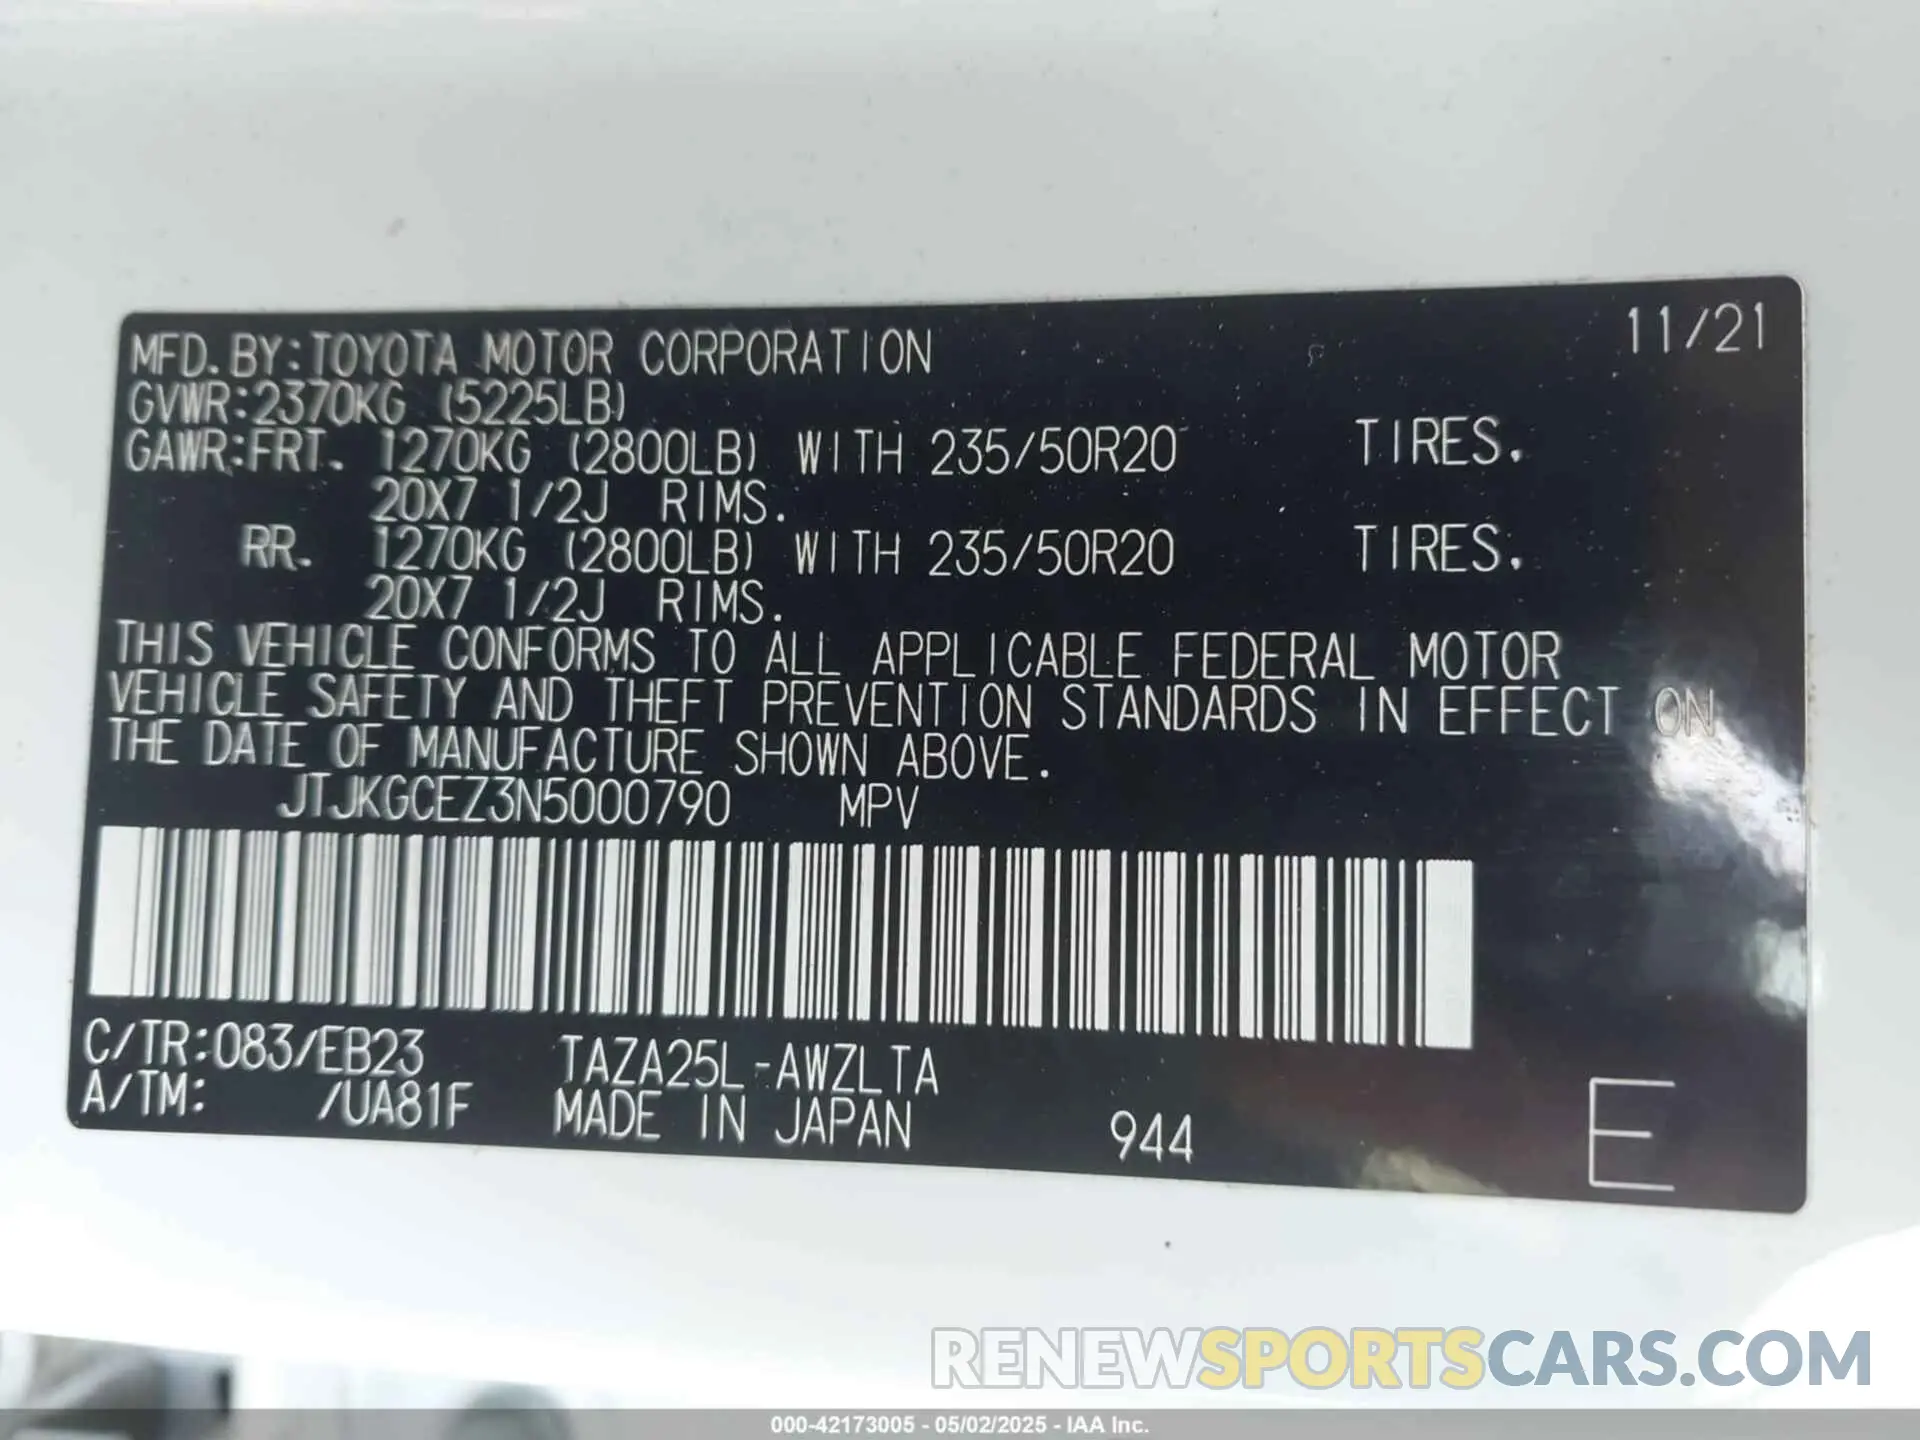 11/21
MFD. BY:TOYOTA MOTOR CORPORATION
GVWR:2370KG (5225LB)
GAWR:FRT. 1270KG (2800LB) WITH 235/50R20 TIRES.
20X7 1/2J RIMS.
RR. 1270KG (2800LB) WITH 235/50R20 TIRES.
20X7 1/2J RIMS.
THIS VEHICLE CONFORMS TO ALL APPLICABLE FEDERAL MOTOR
VEHICLE SAFETY AND THEFT PREVENTION STANDARDS IN EFFECT ON
THE DATE OF MANUFACTURE SHOWN ABOVE.
JTJKGCEZ3N5000790 MPV
C/TR:083/EB23 TAZA25L-AWZLTA
A/TM: /UA81F MADE IN JAPAN 944 E
RENEWSPORTSCARS.COM
000-42173005 - 05/02/2025 - IAA Inc.